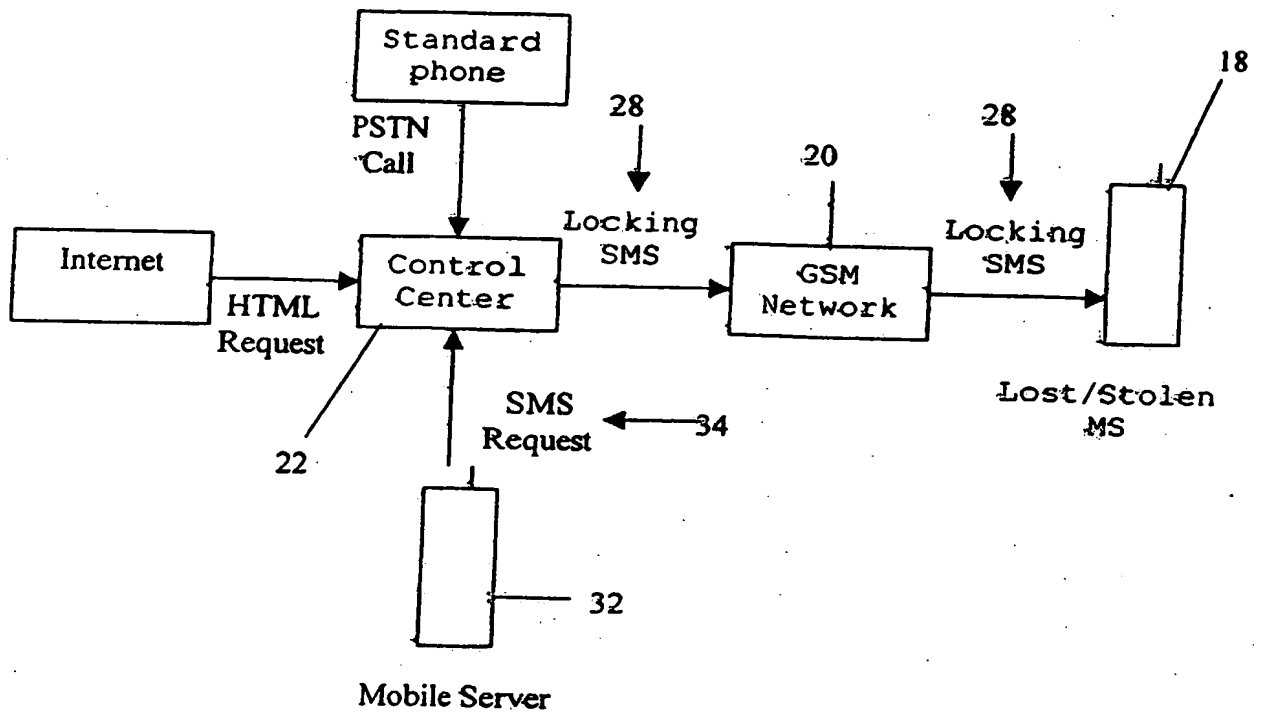 Standard
phone
18
PSTN
Call
28
28
20
Locking
SMS
Locking
SMS
Internet
Control
Center
GSM
Network
HTML
Request
Lost/Stolen
MS
SMS
Request
34
22
32
Mobile Server